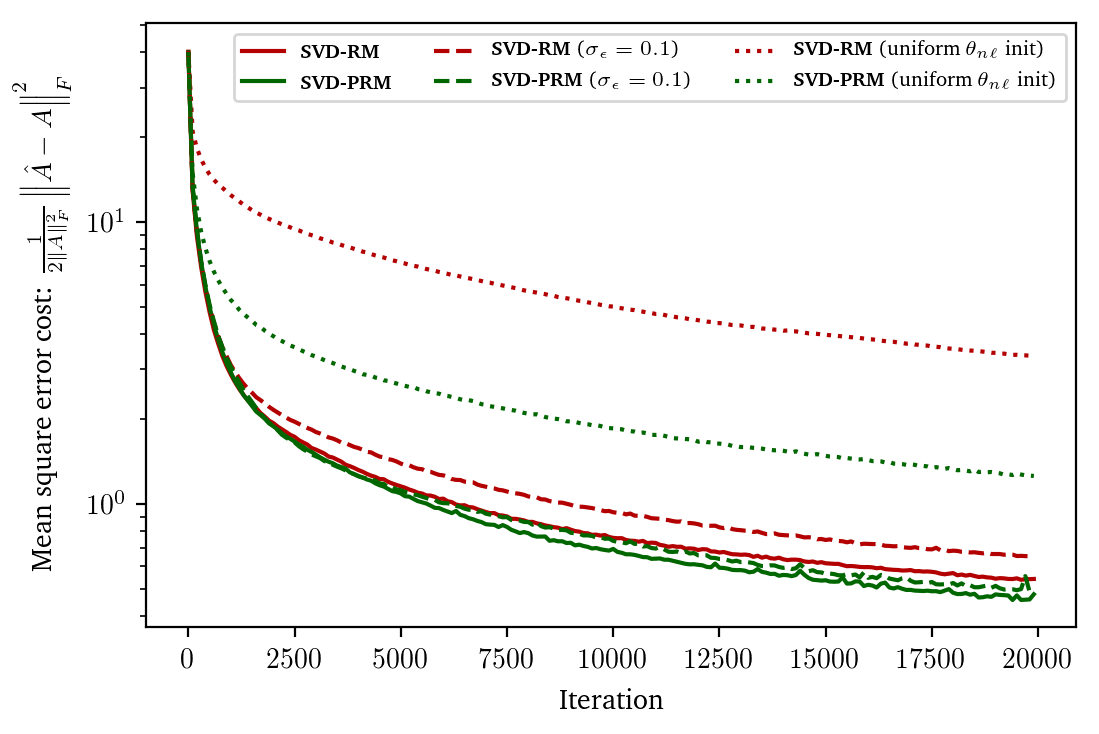 SVD-RM
SVD-PRM
SVD-RM (σ_ϵ = 0.1)
SVD-PRM (σ_ϵ = 0.1)
SVD-RM (uniform θ_{nℓ} init)
SVD-PRM (uniform θ_{nℓ} init)
Mean square error cost: \frac{1}{2\|A\|_F^2} \|\hat{A} − A\|_F^2
10^1
10^0
0 2500 5000 7500 10000 12500 15000 17500 20000
Iteration